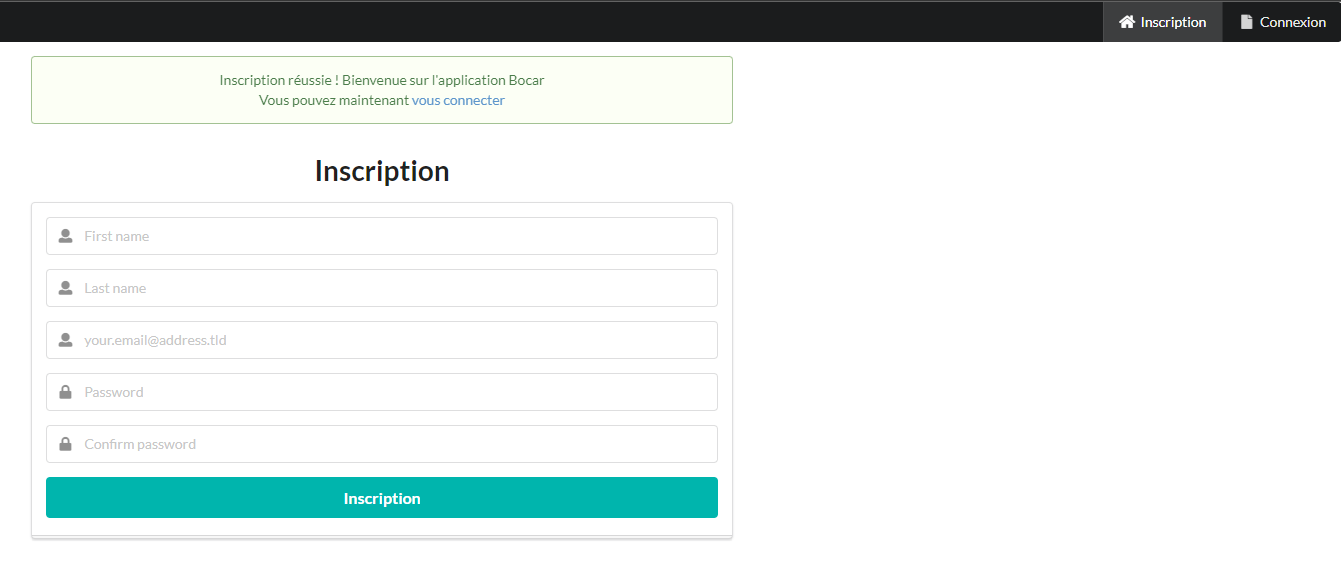 Inscription
Connexion
Inscription réussie ! Bienvenue sur l'application Bocar
Vous pouvez maintenant vous connecter
Inscription
First name
Last name
your.email@address.tld
Password
Confirm password
Inscription